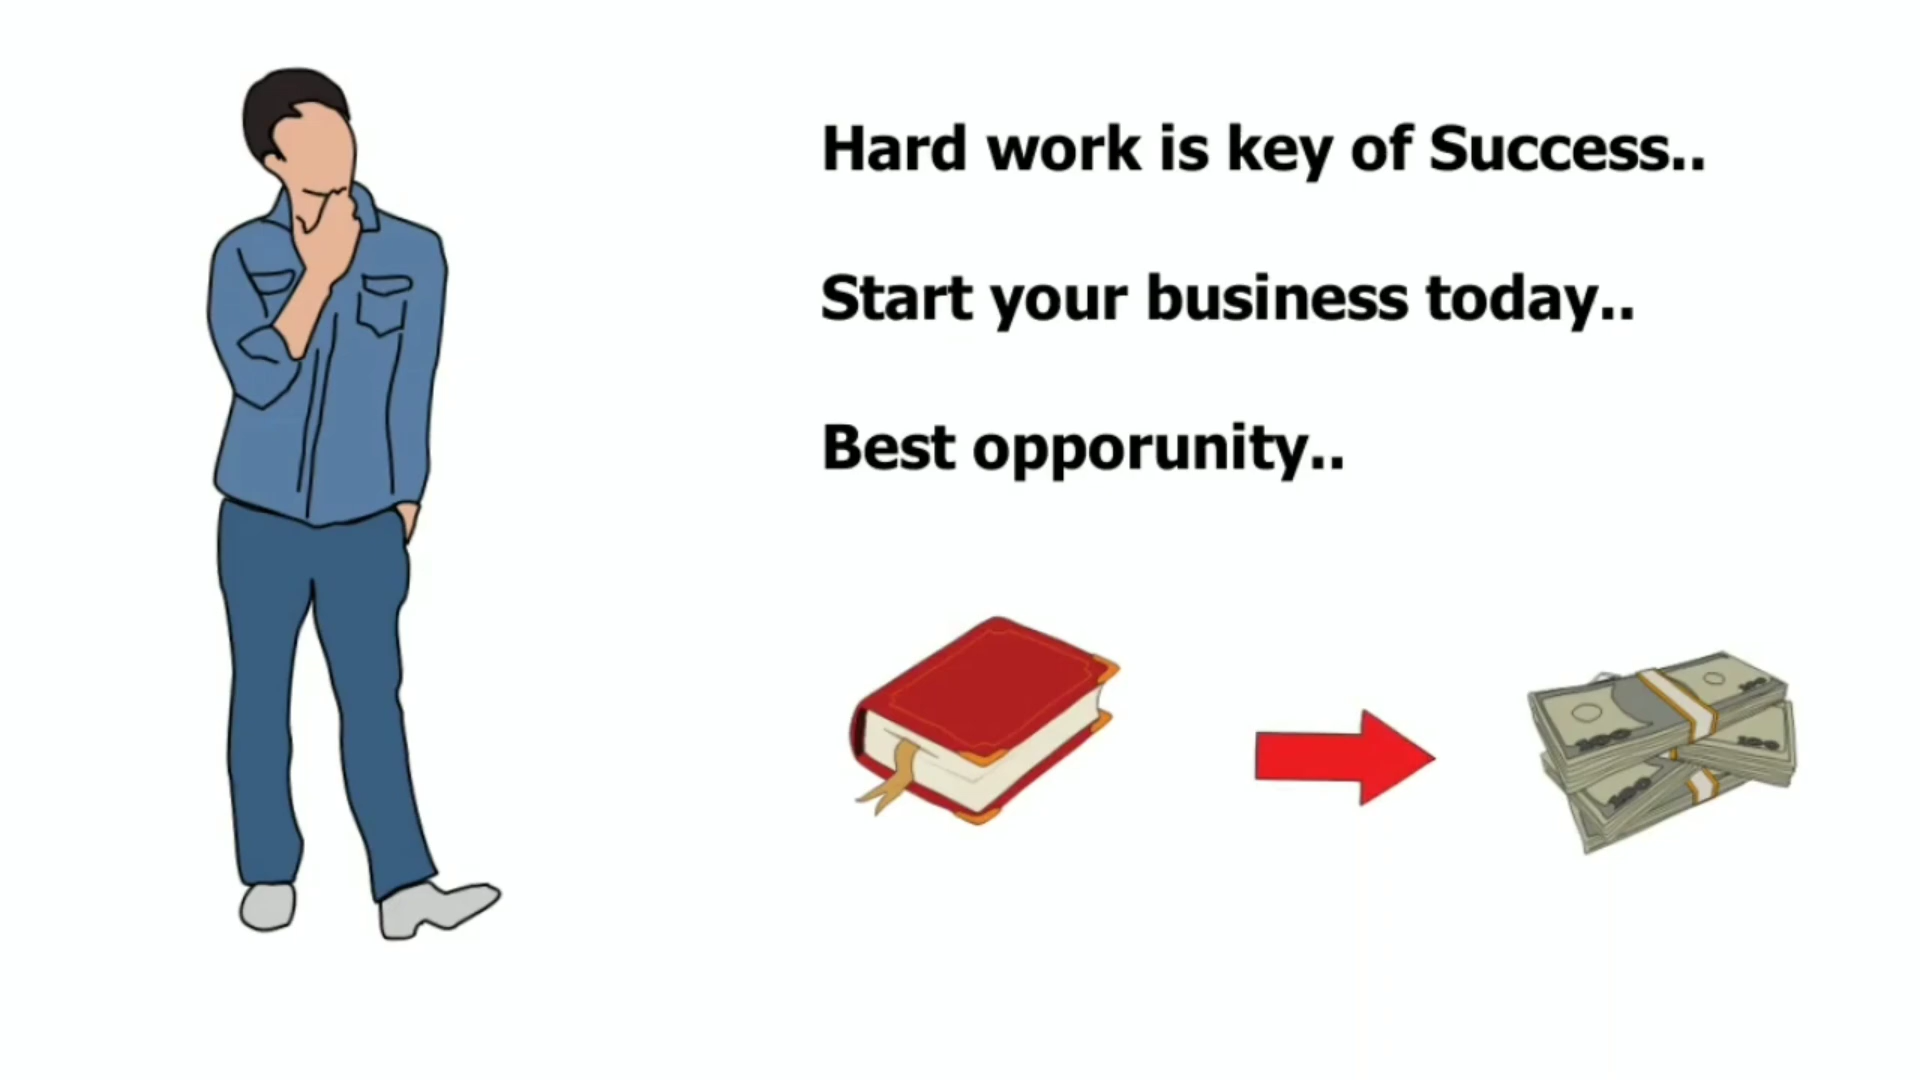 Hard work is key of Success..
Start your business today..
Best opporunity..